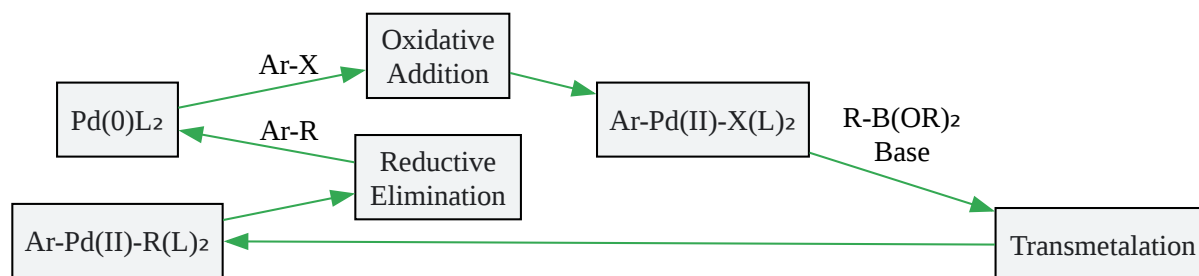 Oxidative
Addition
Ar-X
Pd(0)L₂
Ar-Pd(II)-X(L)₂
R-B(OR)₂
Base
Ar-R
Reductive
Elimination
Ar-Pd(II)-R(L)₂
Transmetalation